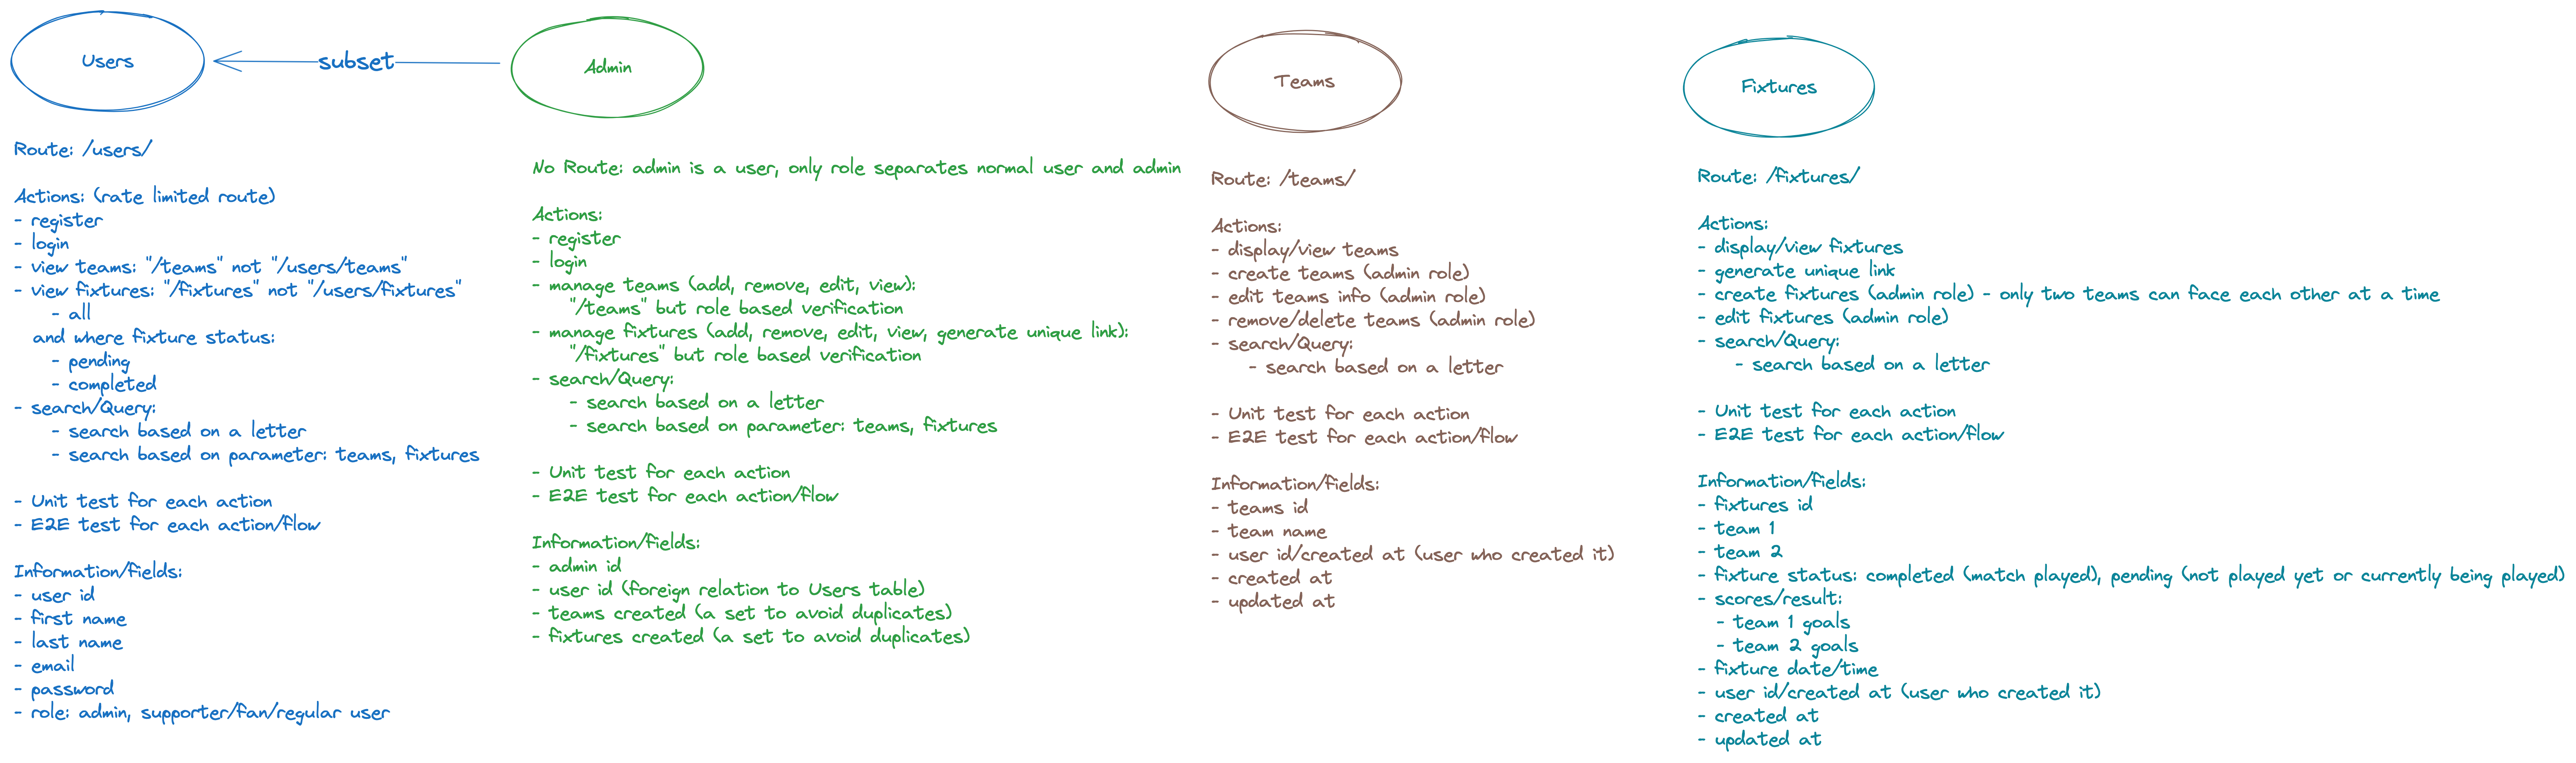 Users
subset
Admin
Teams
Fixtures
Route: /users/
Actions: (rate limited route)
- register
- login
- view teams: "/teams" not "/users/teams"
- view fixtures: "/fixtures" not "/users/fixtures"
- all
and where fixture status:
- pending
- completed
- search/Query:
- search based on a letter
- search based on parameter: teams, fixtures
- Unit test for each action
- E2E test for each action/flow
Information/fields:
- user id
- first name
- last name
- email
- password
- role: admin, supporter/fan/regular user
No Route: admin is a user, only role separates normal user and admin
Actions:
- register
- login
- manage teams (add, remove, edit, view):
"/teams" but role based verification
- manage fixtures (add, remove, edit, view, generate unique link):
"/fixtures" but role based verification
- search/Query:
- search based on a letter
- search based on parameter: teams, fixtures
- Unit test for each action
- E2E test for each action/flow
Information/fields:
- admin id
- user id (foreign relation to Users table)
- teams created (a set to avoid duplicates)
- fixtures created (a set to avoid duplicates)
Route: /teams/
Actions:
- display/view teams
- create teams (admin role)
- edit teams info (admin role)
- remove/delete teams (admin role)
- search/Query:
- search based on a letter
- Unit test for each action
- E2E test for each action/flow
Information/fields:
- teams id
- team name
- user id/created at (user who created it)
- created at
- updated at
Route: /fixtures/
Actions:
- display/view fixtures
- generate unique link
- create fixtures (admin role) - only two teams can face each other at a time
- edit fixtures (admin role)
- search/Query:
- search based on a letter
- Unit test for each action
- E2E test for each action/flow
Information/fields:
- fixtures id
- team 1
- team 2
- fixture status: completed (match played), pending (not played yet or currently being played)
- scores/result:
- team 1 goals
- team 2 goals
- fixture date/time
- user id/created at (user who created it)
- created at
- updated at